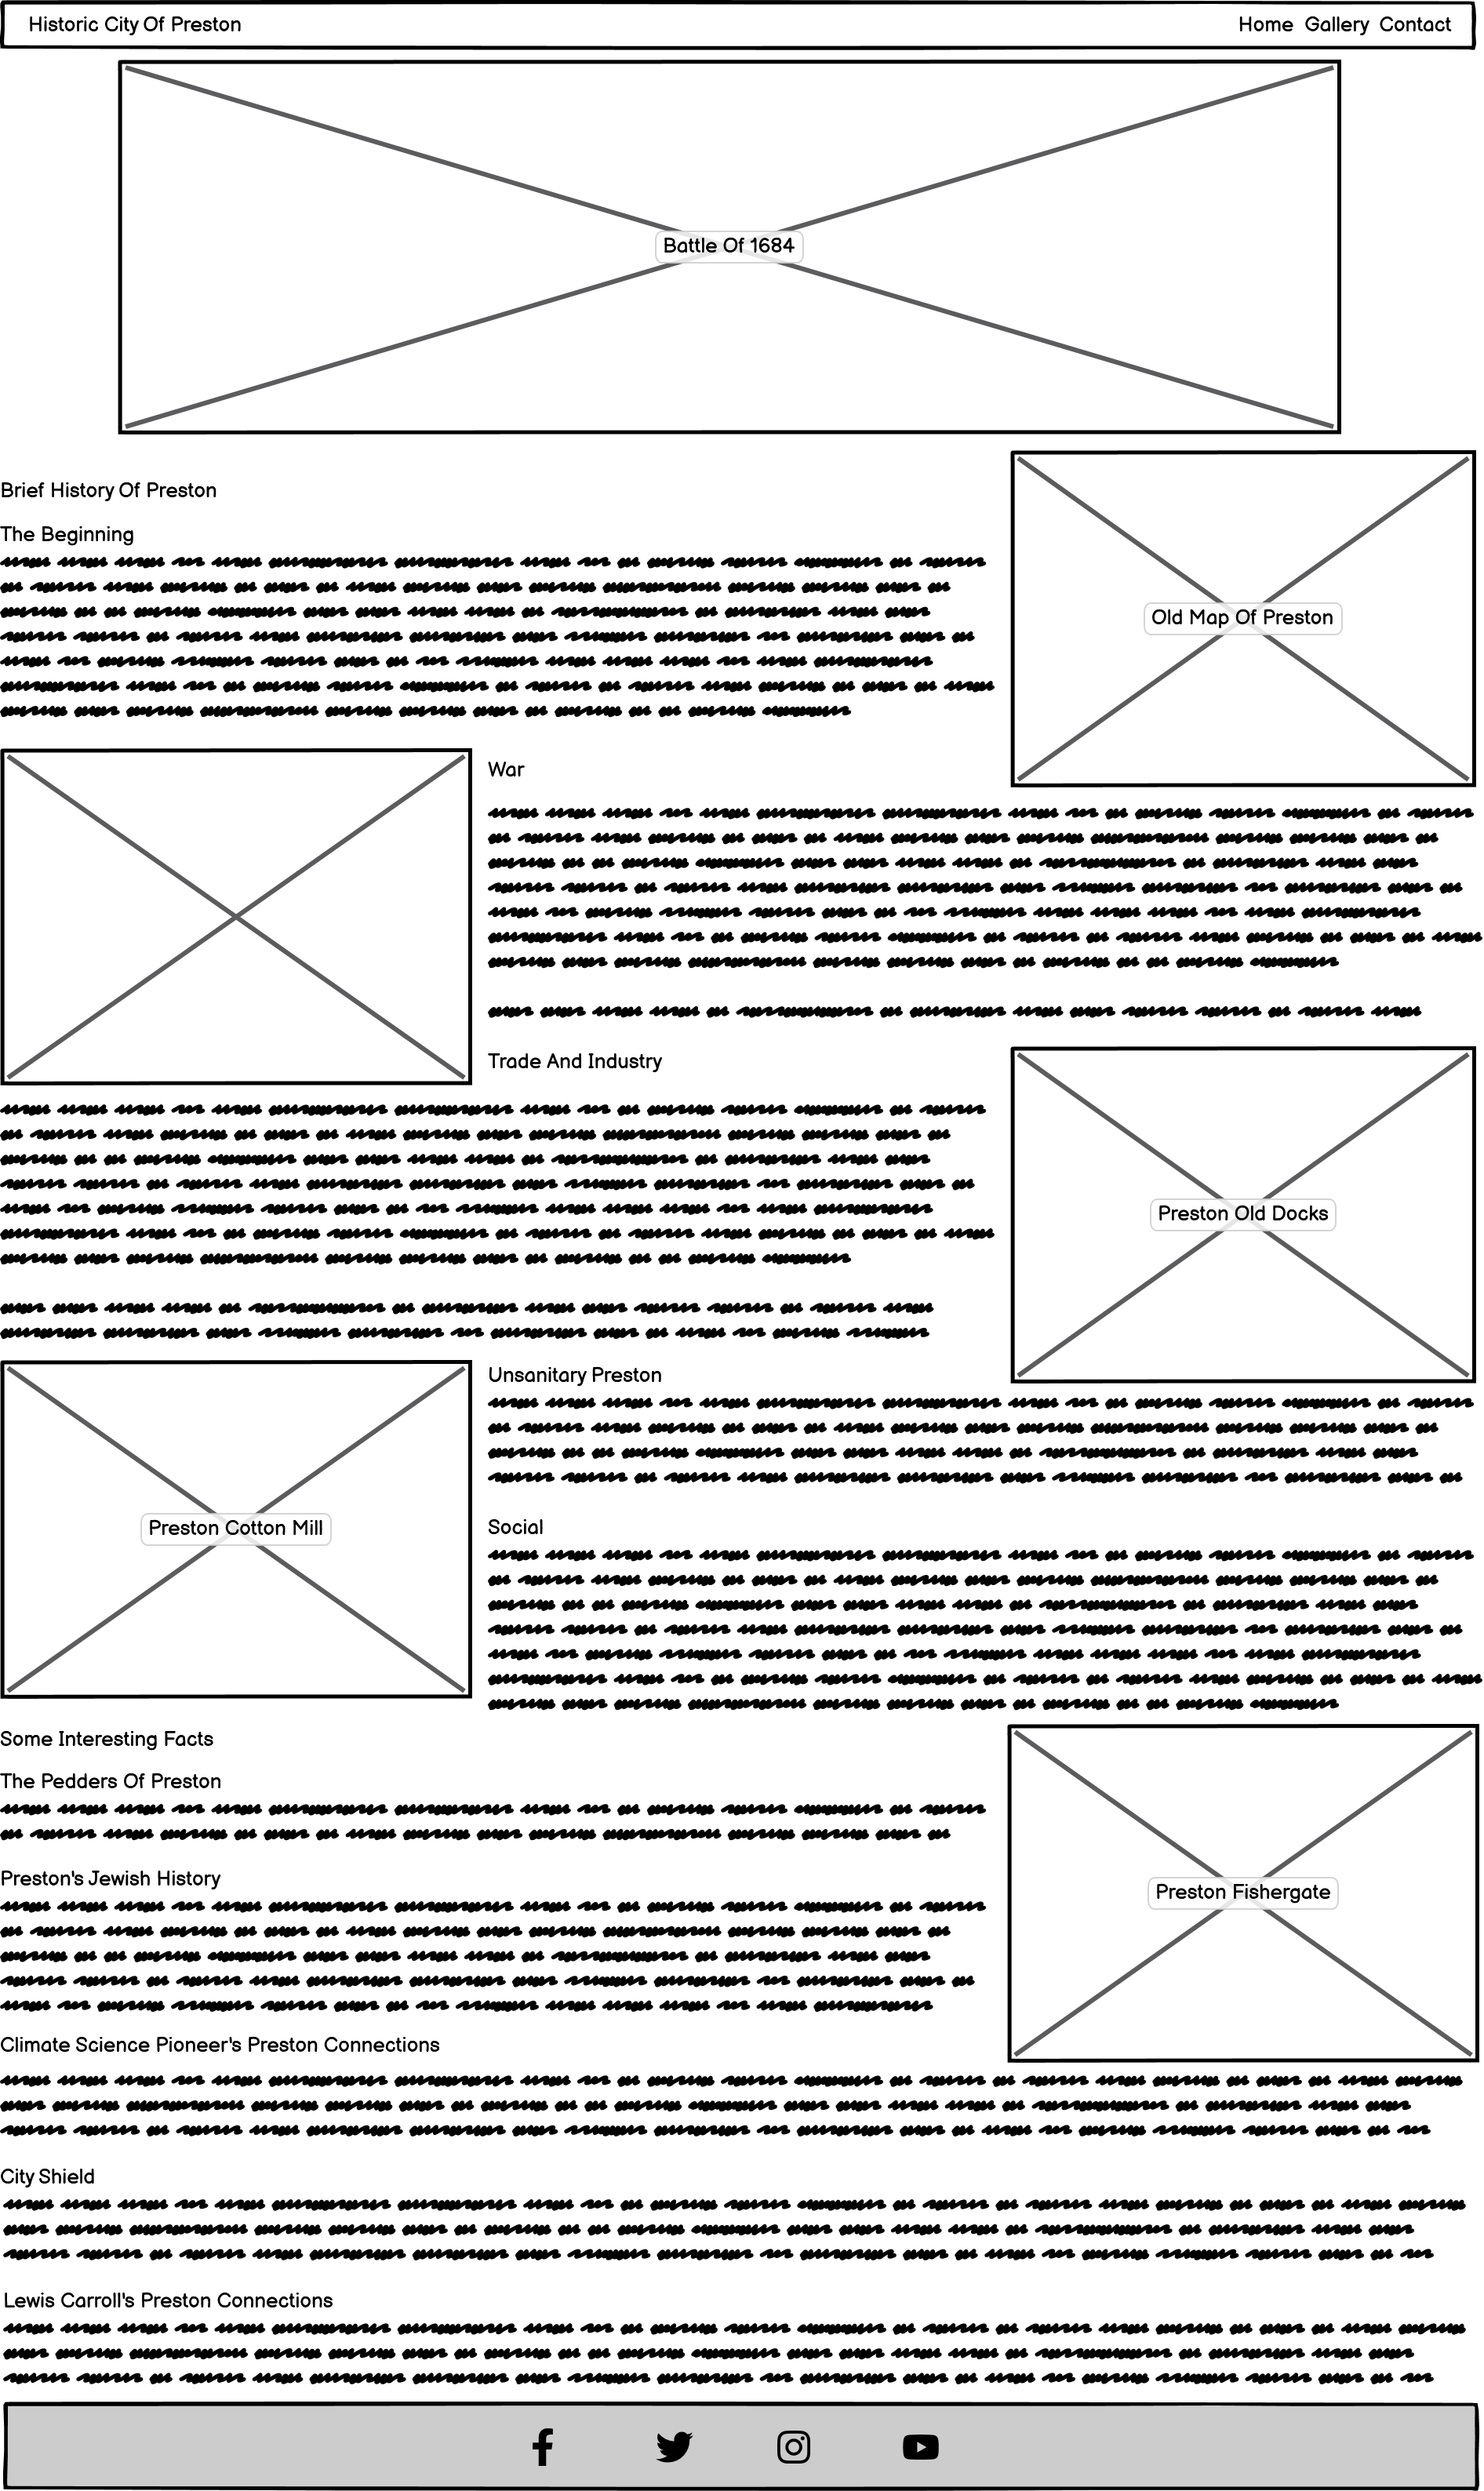 Historic City Of Preston
Home Gallery Contact
Battle Of 1684
Brief History Of Preston
The Beginning
Old Map Of Preston
War
Trade And Industry
Preston Old Docks
Unsanitary Preston
Preston Cotton Mill
Social
Some Interesting Facts
The Pedders Of Preston
Preston's Jewish History
Preston Fishergate
Climate Science Pioneer's Preston Connections
City Shield
Lewis Carroll's Preston Connections